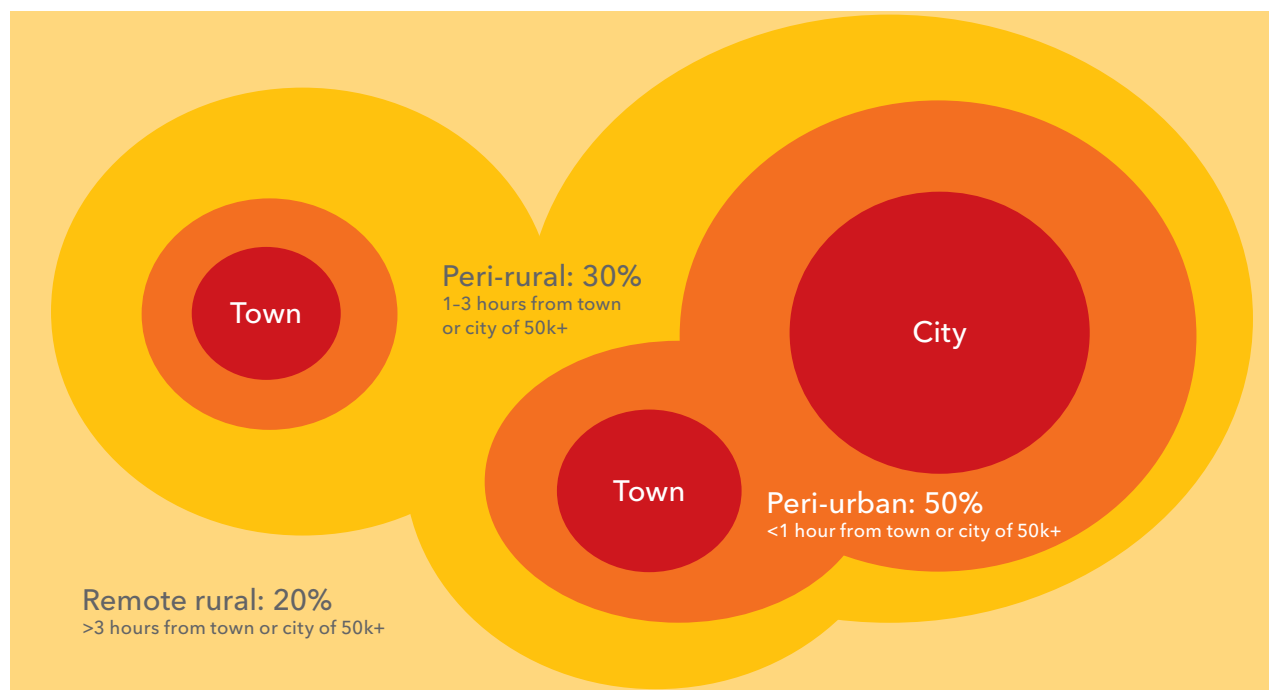 Town
Peri-rural: 30%
1–3 hours from town
or city of 50k+
City
Town
Peri-urban: 50%
<1 hour from town or city of 50k+
Remote rural: 20%
>3 hours from town or city of 50k+